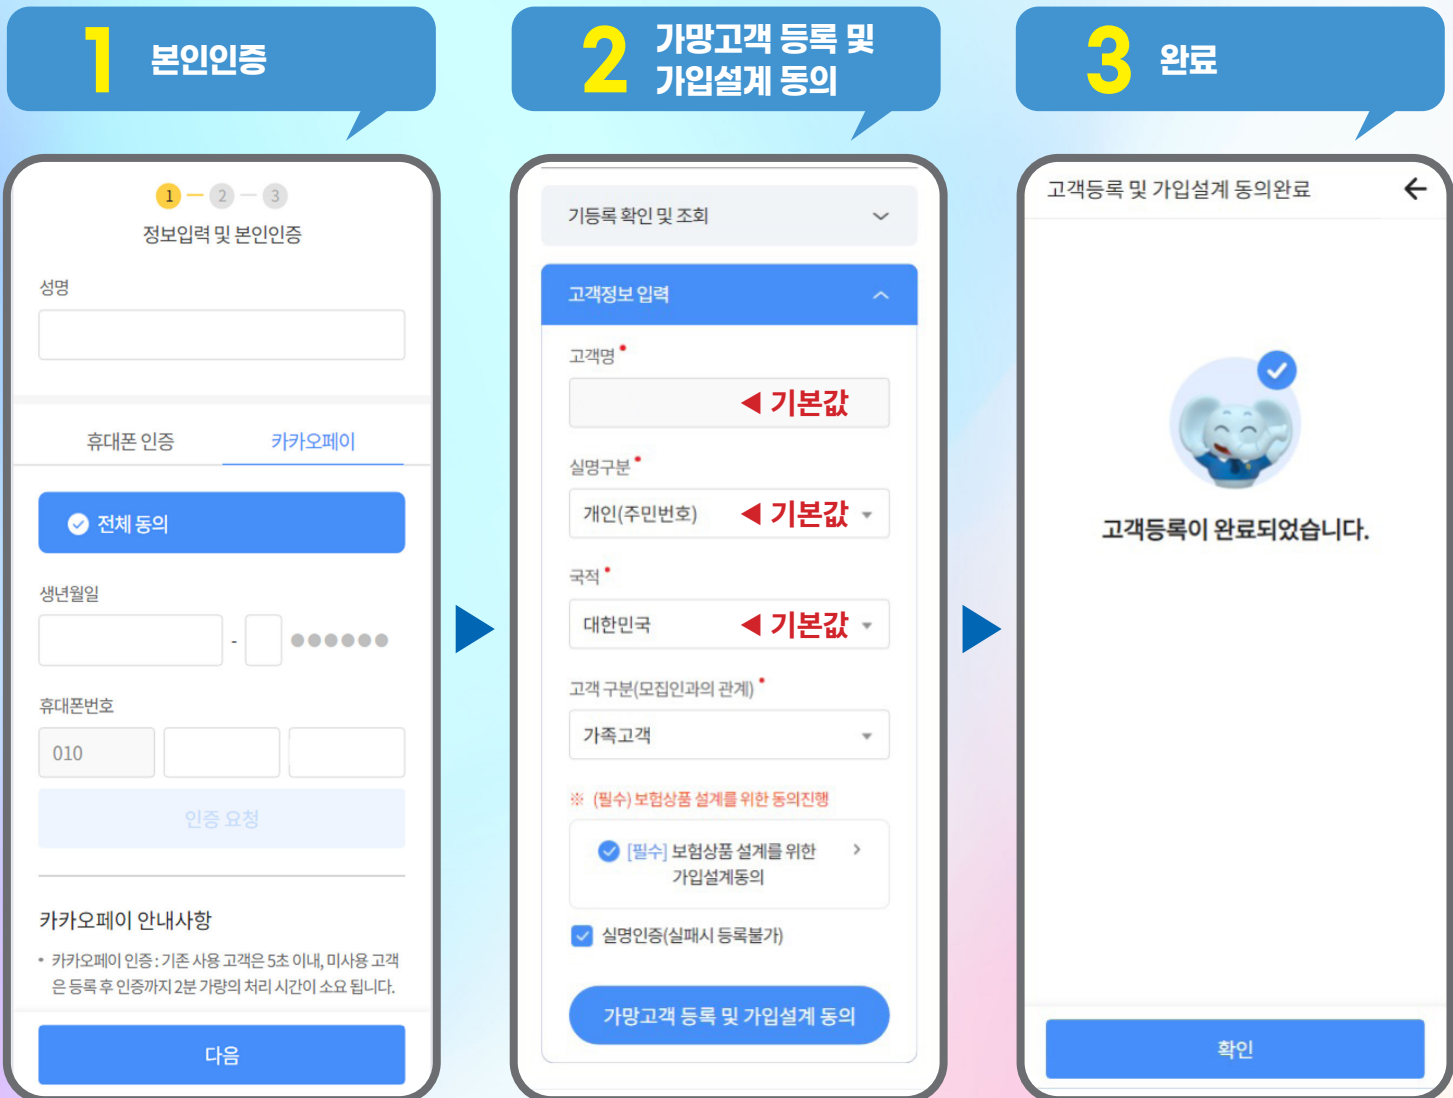 1 본인인증
1 2 3
정보입력 및 본인인증
성명
휴대폰 인증 카카오페이
전체 동의
생년월일
-
휴대폰번호
010
인증 요청
카카오페이 안내사항
• 카카오페이 인증 : 기존 사용 고객은 5초 이내, 미사용 고객
은 등록 후 인증까지 2분 가량의 처리 시간이 소요 됩니다.
다음
2 가망고객 등록 및
가입설계 동의
기등록 확인 및 조회
고객정보 입력
고객명 •
◀ 기본값
실명구분 •
개인(주민번호) ◀ 기본값
국적 •
대한민국 ◀ 기본값
고객 구분(모집인과의 관계) •
가족고객
※ (필수) 보험상품 설계를 위한 동의진행
[필수] 보험상품 설계를 위한
가입설계동의
실명인증(실패시 등록불가)
가망고객 등록 및 가입설계 동의
3 완료
고객등록 및 가입설계 동의완료
고객등록이 완료되었습니다.
확인